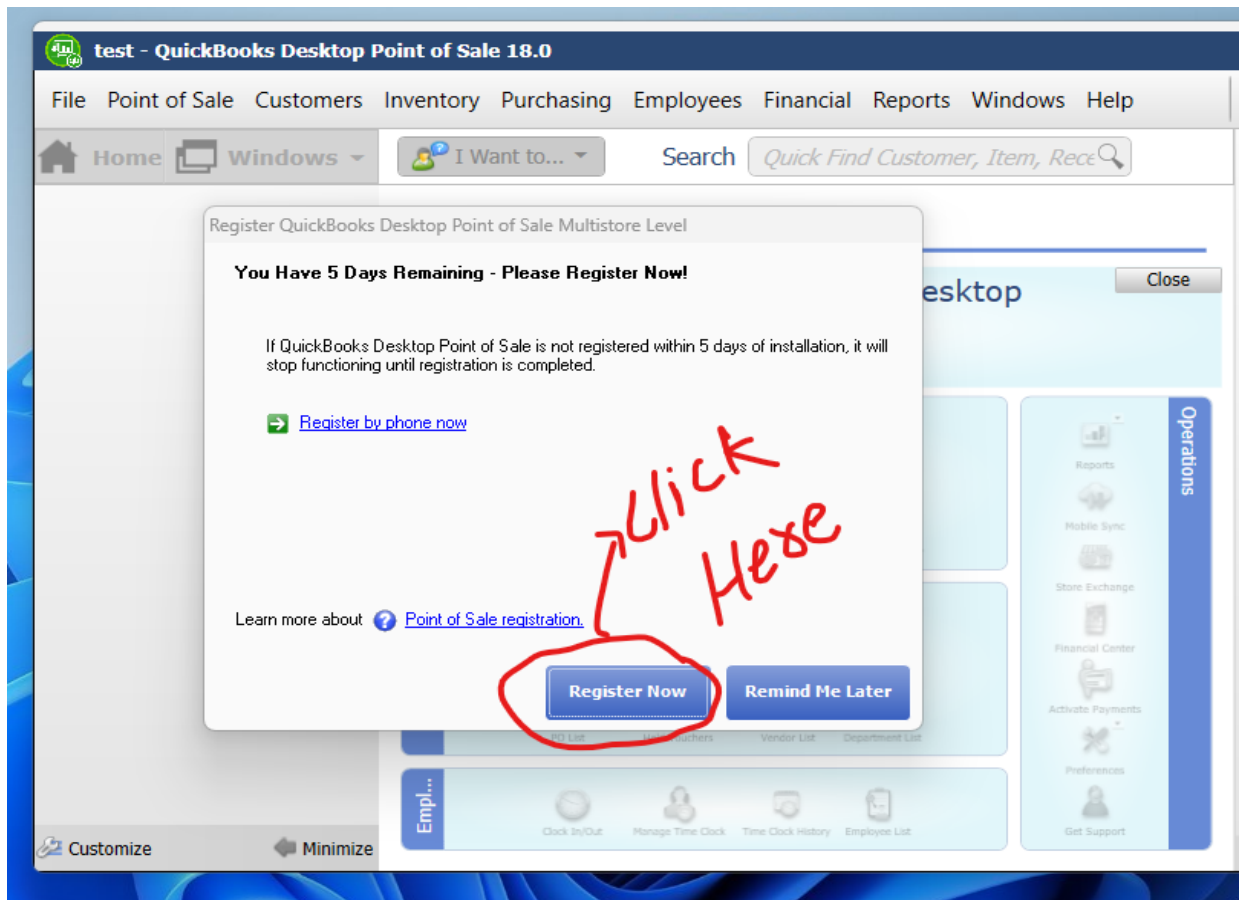 test - QuickBooks Desktop Point of Sale 18.0
File Point of Sale Customers Inventory Purchasing Employees Financial Reports Windows Help
Home Windows I Want to... Search Quick Find Customer, Item, Rece
Register QuickBooks Desktop Point of Sale Multistore Level
You Have 5 Days Remaining - Please Register Now!
esktop
Close
If QuickBooks Desktop Point of Sale is not registered within 5 days of installation, it will
stop functioning until registration is completed.
Register by phone now
click
Here
Learn more about Point of Sale registration.
Register Now Remind Me Later
Operations
Reports
Mobile Sync
Store Exchange
Financial Center
Activate Payments
Preferences
Get Support
PO List Vouchers Vendor List Department List
Empl...
Clock In/Out Manage Time Clock Time Clock History Employee List
Customize Minimize